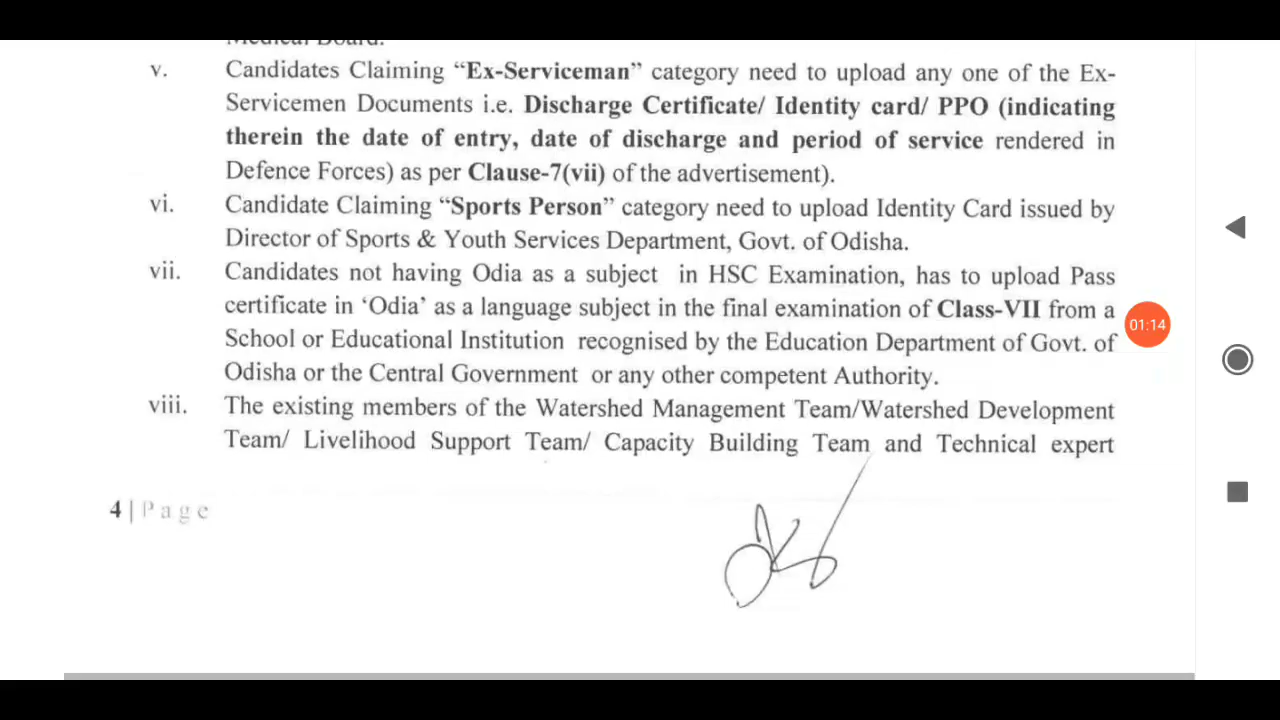 Medical Board.
v. Candidates Claiming “Ex-Serviceman” category need to upload any one of the Ex-
Servicemen Documents i.e. Discharge Certificate/ Identity card/ PPO (indicating
therein the date of entry, date of discharge and period of service rendered in
Defence Forces) as per Clause-7(vii) of the advertisement).
vi. Candidate Claiming “Sports Person” category need to upload Identity Card issued by
Director of Sports & Youth Services Department, Govt. of Odisha.
vii. Candidates not having Odia as a subject in HSC Examination, has to upload Pass
certificate in ‘Odia’ as a language subject in the final examination of Class-VII from a
School or Educational Institution recognised by the Education Department of Govt. of
Odisha or the Central Government or any other competent Authority.
viii. The existing members of the Watershed Management Team/Watershed Development
Team/ Livelihood Support Team/ Capacity Building Team and Technical expert
4 | Page
01:14